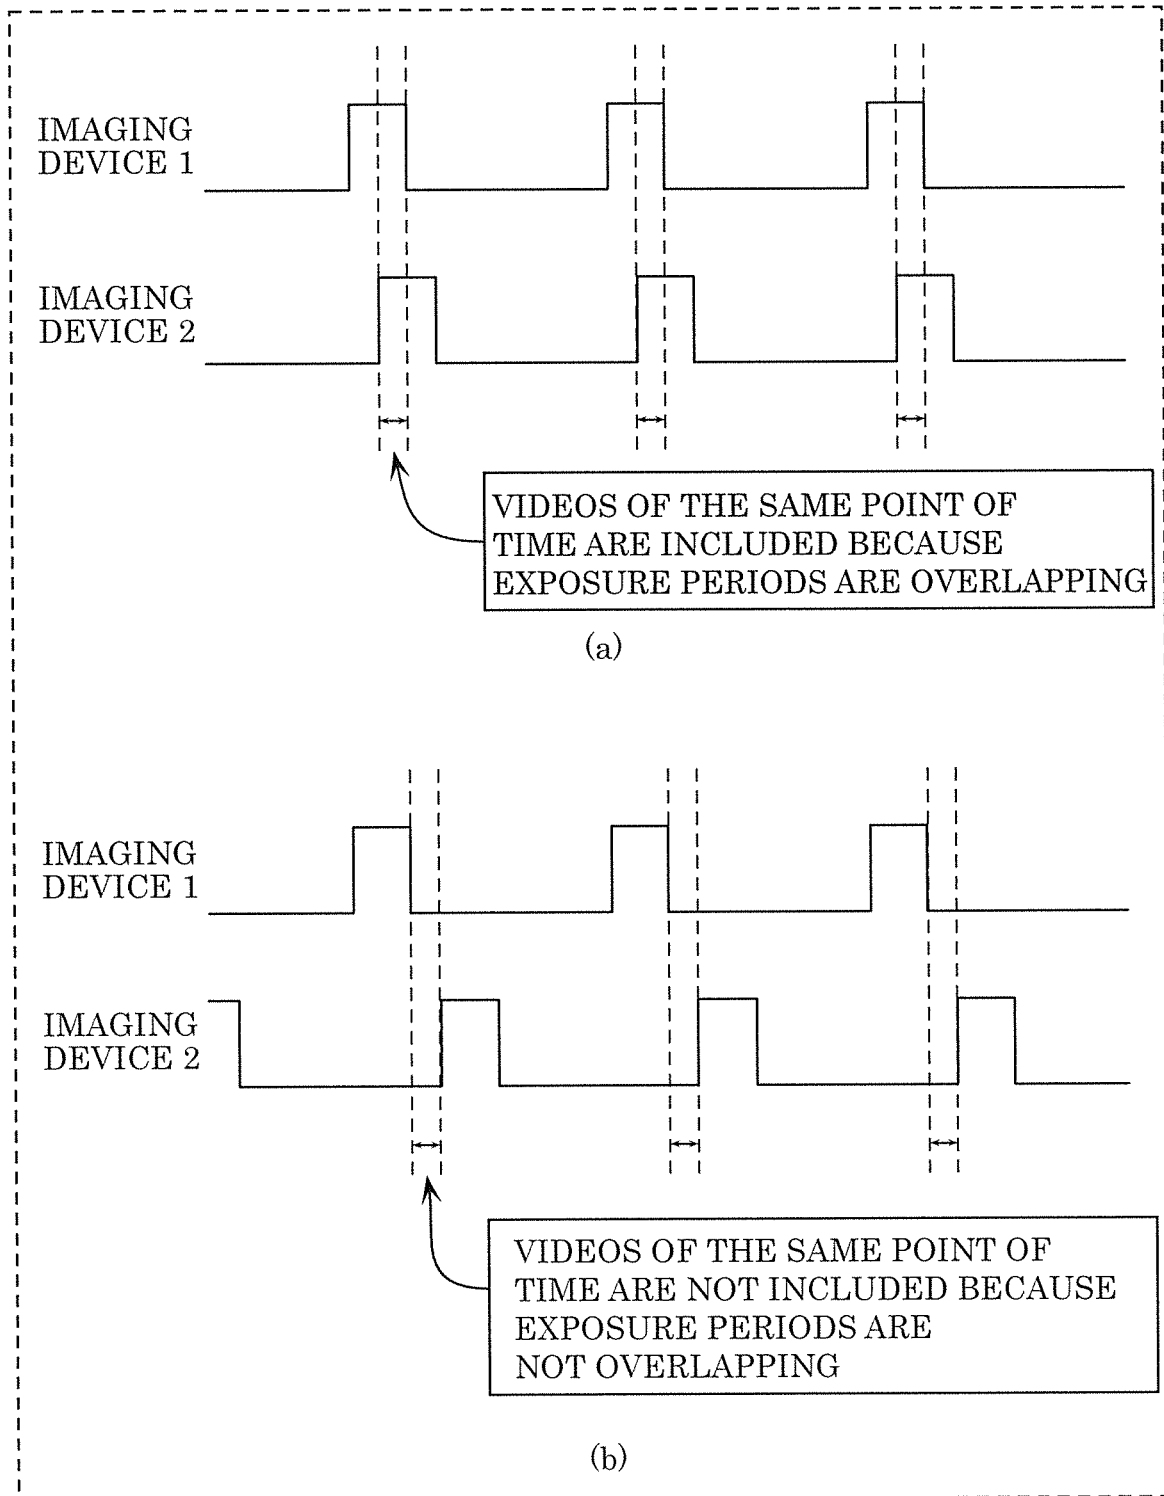 IMAGING
DEVICE 1
IMAGING
DEVICE 2
VIDEOS OF THE SAME POINT OF
TIME ARE INCLUDED BECAUSE
EXPOSURE PERIODS ARE OVERLAPPING
(a)
IMAGING
DEVICE 1
IMAGING
DEVICE 2
VIDEOS OF THE SAME POINT OF
TIME ARE NOT INCLUDED BECAUSE
EXPOSURE PERIODS ARE
NOT OVERLAPPING
(b)